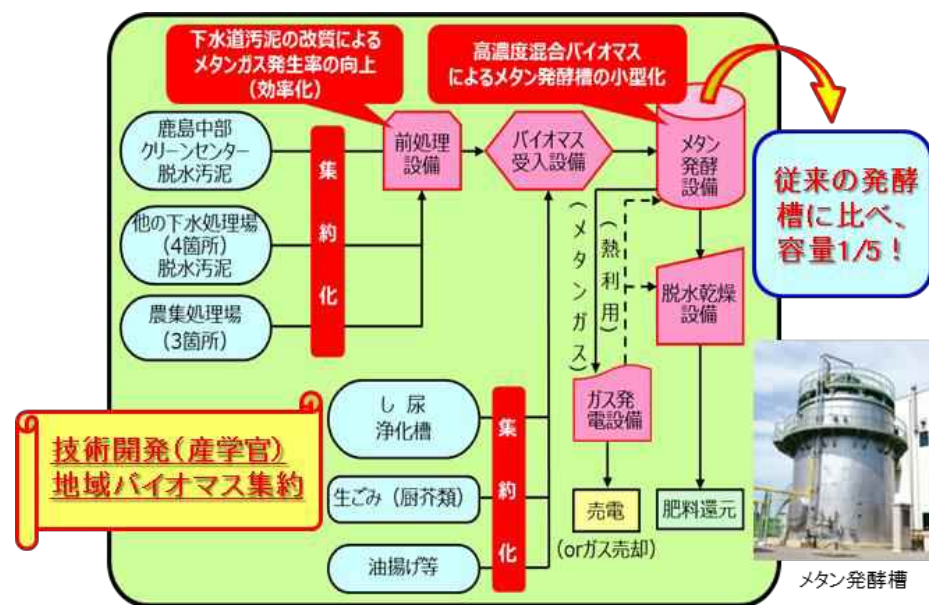 下水道汚泥の改質による
メタンガス発生率の向上
(効率化)
高濃度混合バイオマス
によるメタン発酵槽の小型化
鹿島中部
クリーンセンター
脱水汚泥
他の下水処理場
(4箇所)
脱水汚泥
農集処理場
(3箇所)
集約化
前処理
設備
バイオマス
受入設備
メタン
発酵
設備
従来の発酵
槽に比べ、
容量1/5!
(メタンガス)
(熱利用)
脱水乾燥
設備
ガス発
電設備
技術開発(産学官)
地域バイオマス集約
し 尿
浄化槽
生ごみ(厨芥類)
油揚げ等
集約化
売電
(orガス売却)
肥料還元
メタン発酵槽